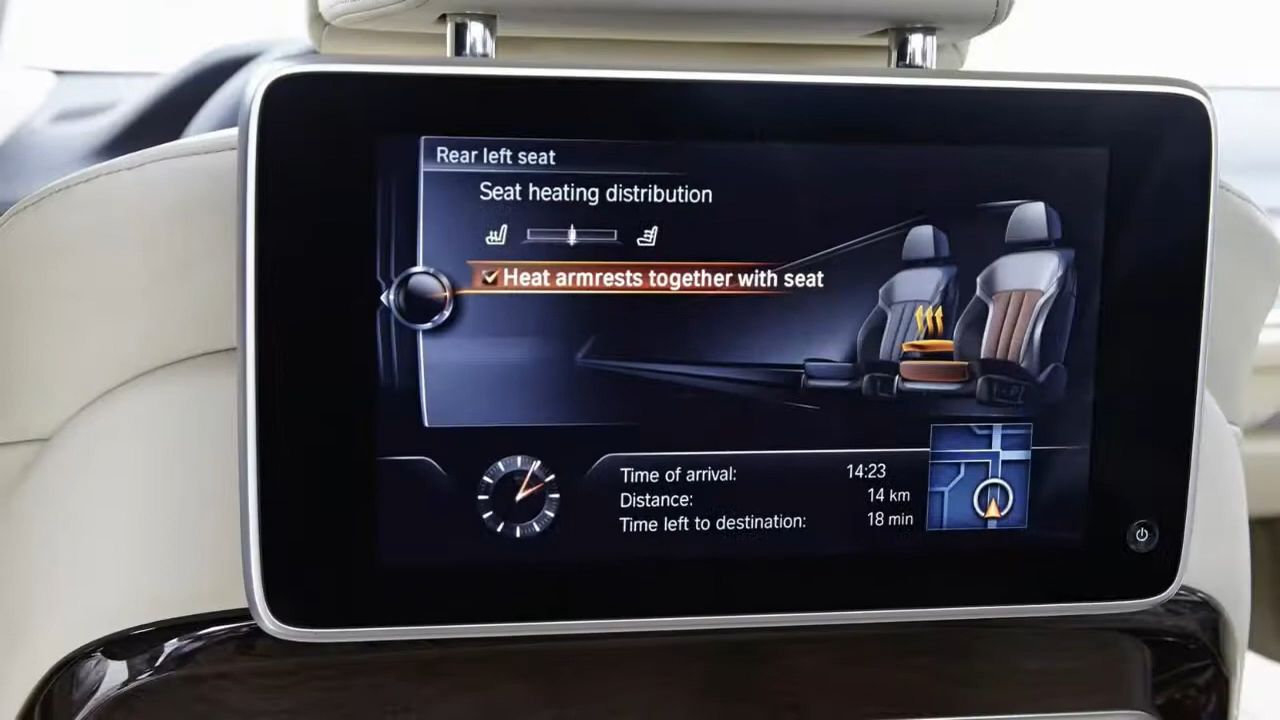 Rear left seat
Seat heating distribution
Heat armrests together with seat
Time of arrival: 14:23
Distance: 14 km
Time left to destination: 18 min